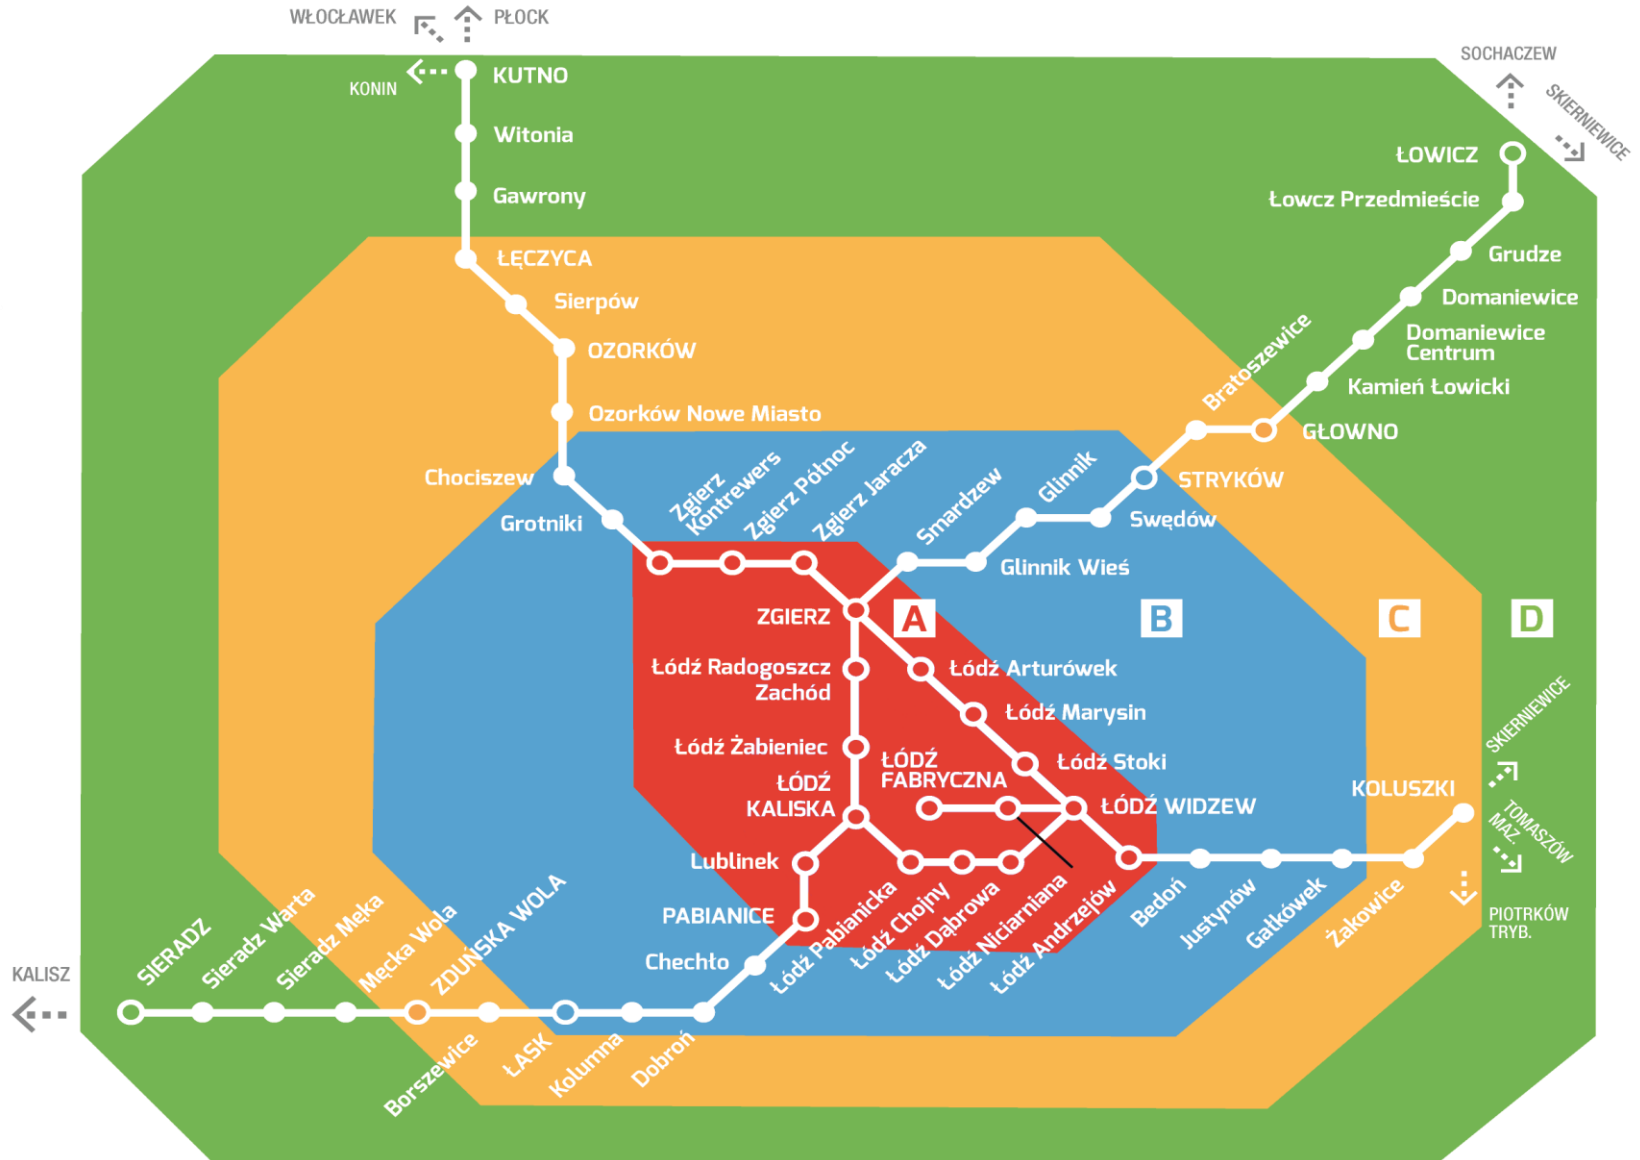 WŁOCŁAWEK
PŁOCK
KONIN
KUTNO
Witonia
Gawrony
ŁĘCZYCA
Sierpów
OZORKÓW
Ozorków Nowe Miasto
Chociszew
Grotniki
Zgierz
Kontrewers
Zgierz Północ
Zgierz Jaracza
SOCHACZEW
SKIERNIEWICE
ŁOWICZ
Łowcz Przedmieście
Grudze
Domaniewice
Domaniewice
Centrum
Kamień Łowicki
GŁOWNO
Bratoszewice
STRYKÓW
Swędów
Glinnik
Glinnik Wieś
Smardzew
ZGIERZ
A
B
C
D
Łódź Radogoszcz
Zachód
Łódź Arturówek
Łódź Marysin
Łódź Żabieniec
Łódź Stoki
ŁÓDŹ
FABRYCZNA
ŁÓDŹ
KALISKA
ŁÓDŹ WIDZEW
Lublinek
PABIANICE
Chechło
Łódź Pabianicka
Łódź Chojny
Łódź Dąbrowa
Łódź Niciarniana
Łódź Andrzejów
Bedoń
Justynów
Gałkówek
Żakowice
KOLUSZKI
SKIERNIEWICE
TOMASZÓW
MAZ.
PIOTRKÓW
TRYB.
KALISZ
SIERADZ
Sieradz Warta
Sieradz Męka
Męcka Wola
ZDUŃSKA WOLA
Borszewice
ŁASK
Kolumna
Dobroń